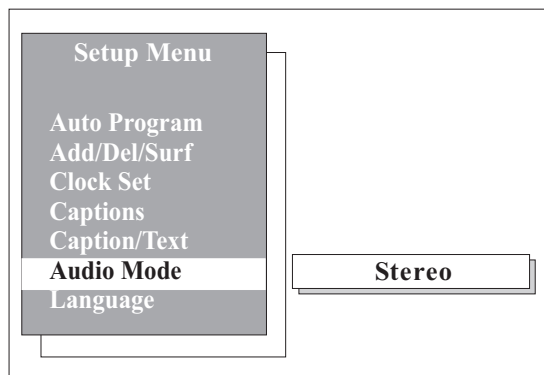 Setup Menu
Auto Program
Add/Del/Surf
Clock Set
Captions
Caption/Text
Audio Mode
Stereo
Language